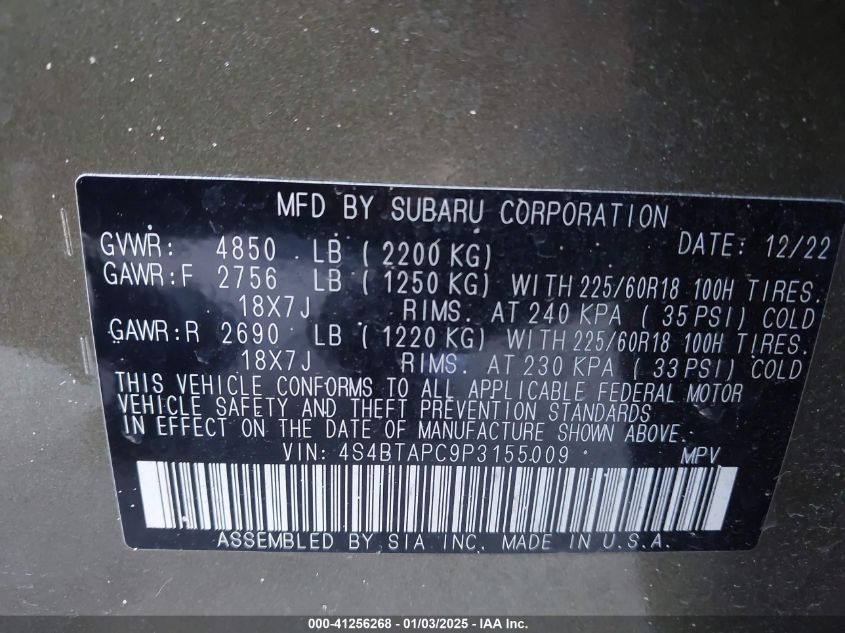 MFD BY SUBARU CORPORATION
GVWR: 4850 LB ( 2200 KG) DATE: 12/22
GAWR:F 2756 LB ( 1250 KG) WITH 225/60R18 100H TIRES.
18X7J RIMS. AT 240 KPA ( 35 PSI) COLD
GAWR:R 2690 LB ( 1220 KG) WITH 225/60R18 100H TIRES.
18X7J RIMS. AT 230 KPA ( 33 PSI) COLD
THIS VEHICLE CONFORMS TO ALL APPLICABLE FEDERAL MOTOR
VEHICLE SAFETY AND THEFT PREVENTION STANDARDS
IN EFFECT ON THE DATE OF MANUFACTURE SHOWN ABOVE.
VIN: 4S4BTAPC9P3155009 MPV
ASSEMBLED BY SIA INC. MADE IN U.S.A.
000-41256268 - 01/03/2025 - IAA Inc.